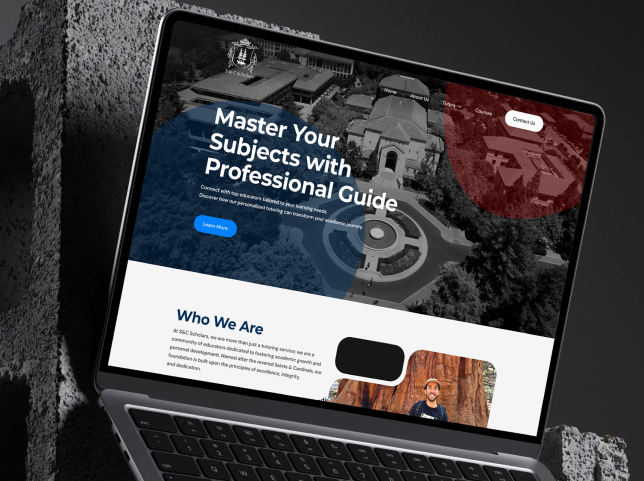 S&C Scholars
Home
About Us
Tutors
Courses
Contact Us
Master Your
Subjects with
Professional Guide
Connect with top educators tailored to your learning needs.
Discover how our personalised tutoring can transform your academic journey.
Learn More
Who We Are
At S&C Scholars, we are more than just a tutoring service; we are a
community of educators dedicated to fostering academic growth and
personal development. Named after the revered Saints & Cardinals, our
foundation is built upon the principles of excellence, integrity,
and dedication.